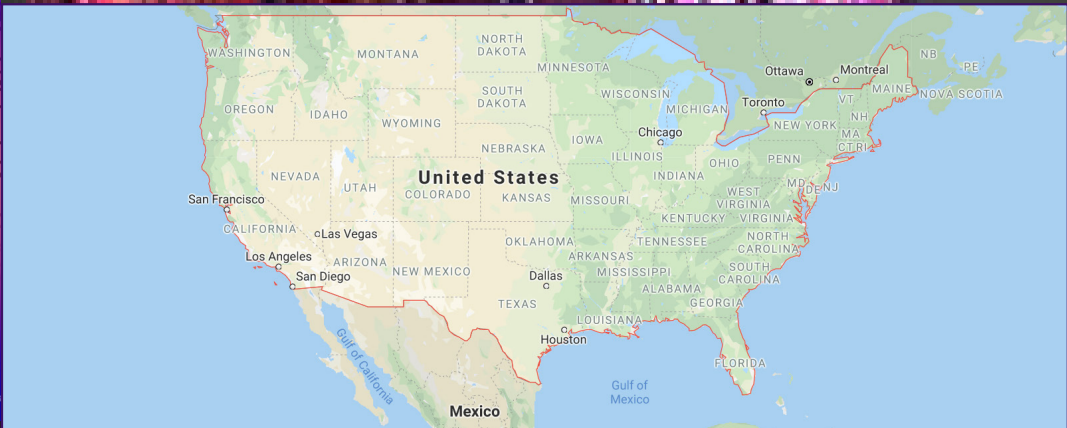 NORTH
DAKOTA
WASHINGTON
MONTANA
MINNESOTA
NB
PE
Ottawa
Montreal
SOUTH
DAKOTA
WISCONSIN
MAINE
NOVA SCOTIA
VT
OREGON
IDAHO
MICHIGAN
Toronto
NH
WYOMING
NEW YORK
MA
Chicago
IOWA
CT RI
NEBRASKA
ILLINOIS
OHIO
PENN
United States
NEVADA
UTAH
COLORADO
KANSAS
MISSOURI
INDIANA
MD
DE
NJ
WEST
VIRGINIA
San Francisco
KENTUCKY
VIRGINIA
CALIFORNIA
Las Vegas
OKLAHOMA
TENNESSEE
NORTH
CAROLINA
Los Angeles
ARIZONA
NEW MEXICO
ARKANSAS
San Diego
Dallas
MISSISSIPPI
SOUTH
CAROLINA
ALABAMA
TEXAS
GEORGIA
LOUISIANA
Houston
Gulf of California
FLORIDA
Gulf of
Mexico
Mexico